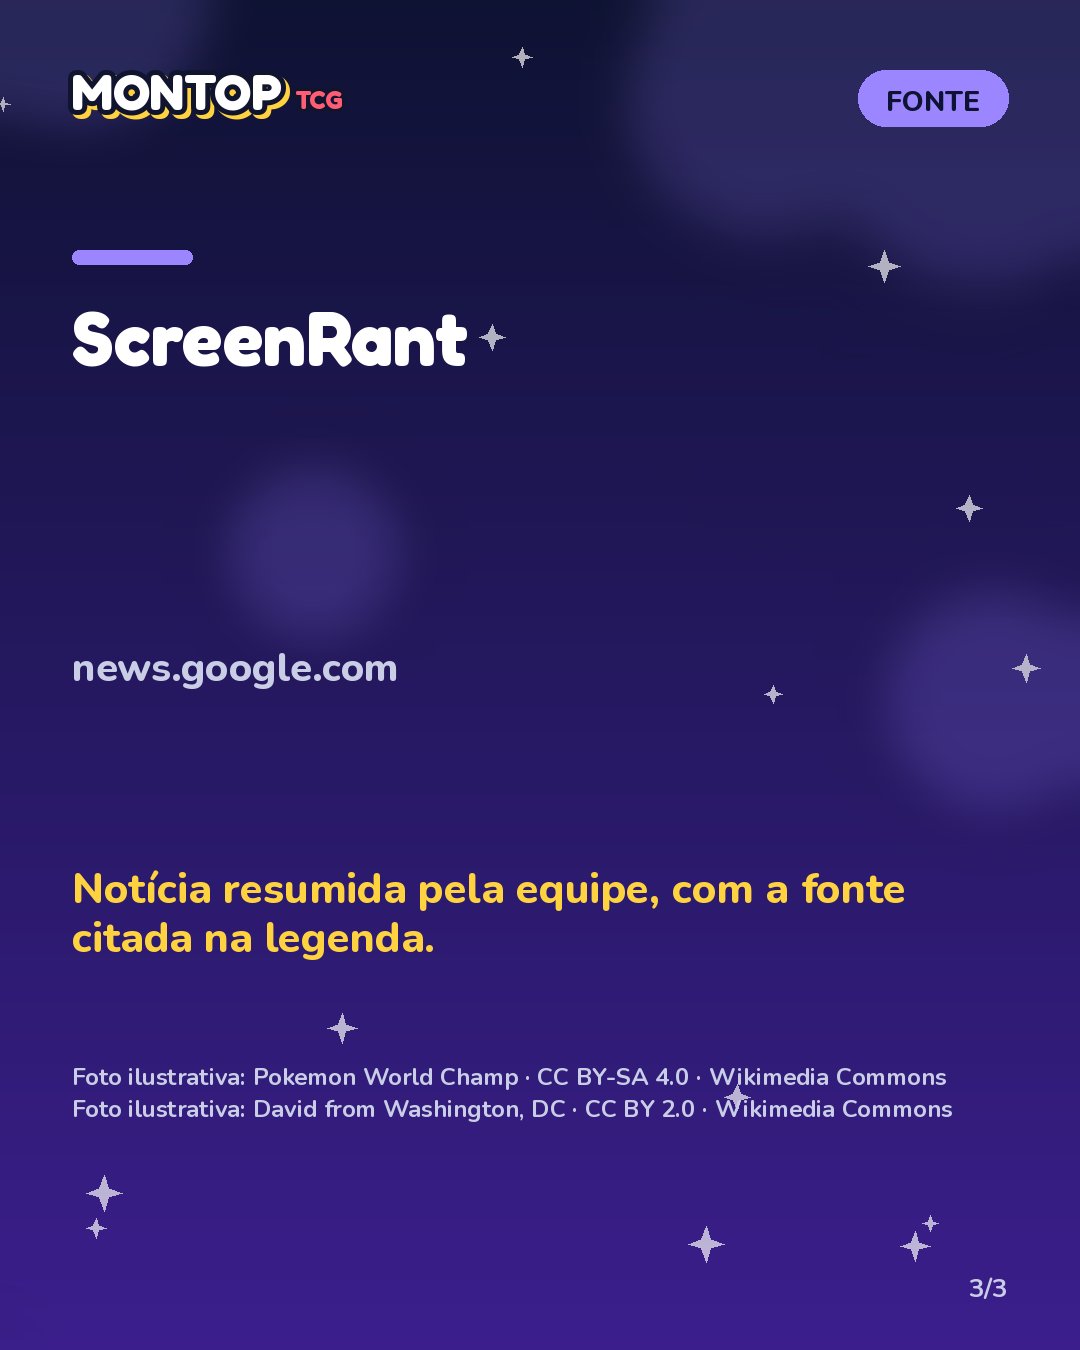 MONTOP TCG
FONTE
ScreenRant
news.google.com
Notícia resumida pela equipe, com a fonte
citada na legenda.
Foto ilustrativa: Pokemon World Champ · CC BY-SA 4.0 · Wikimedia Commons
Foto ilustrativa: David from Washington, DC · CC BY 2.0 · Wikimedia Commons
3/3